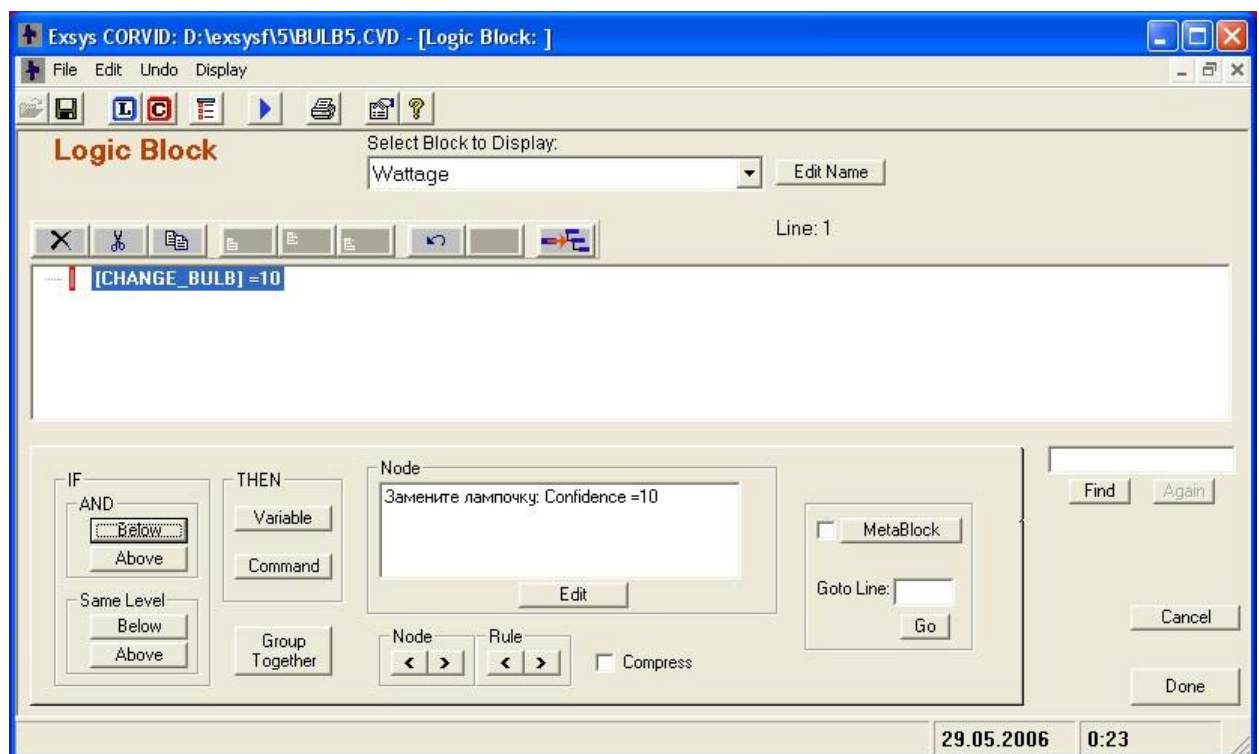 Exsys CORVID: D:\exsysf\5\BULB5.CVD - [Logic Block: ]
File Edit Undo Display
L C
Logic Block
Select Block to Display:
Wattage
Edit Name
Line: 1
[CHANGE_BULB] =10
IF
AND
Below
Above
Same Level
Below
Above
THEN
Variable
Command
Group
Together
Node
Замените лампочку: Confidence =10
Edit
Node
< >
Rule
< >
Compress
MetaBlock
Goto Line:
Go
Find Again
Cancel
Done
29.05.2006 0:23